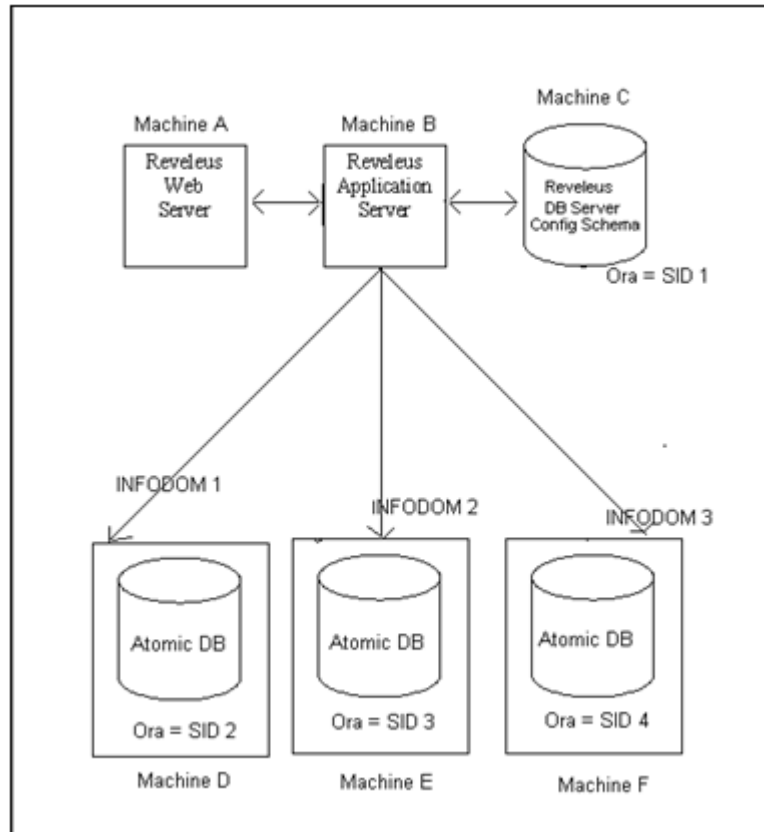 Machine A
Machine B
Machine C
Reveleus
Web
Server
Reveleus
Application
Server
Reveleus
DB Server
Config Schema
Ora = SID 1
INFODOM 1
INFODOM 2
INFODOM 3
Atomic DB
Atomic DB
Atomic DB
Ora = SID 2
Ora = SID 3
Ora = SID 4
Machine D
Machine E
Machine F